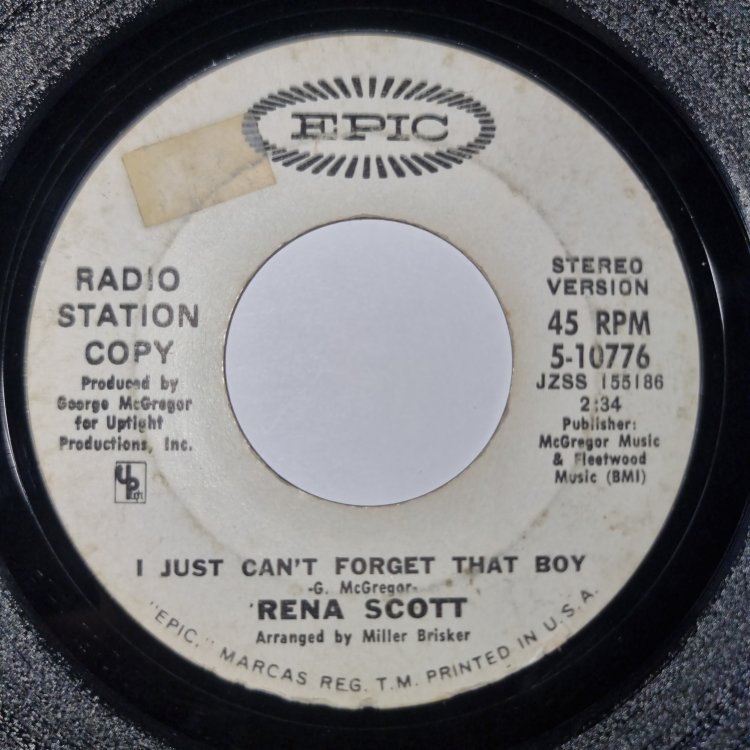 EPIC
RADIO
STATION
COPY
Produced by
George McGregor
for Uptight
Productions, Inc.
UP
STEREO
VERSION
45 RPM
5-10776
JZSS 155186
2:34
Publisher:
McGregor Music
& Fleetwood
Music (BMI)
I JUST CAN'T FORGET THAT BOY
-G. McGregor-
RENA SCOTT
Arranged by Miller Brisker
"EPIC," MARCAS REG. T.M. PRINTED IN U.S.A.